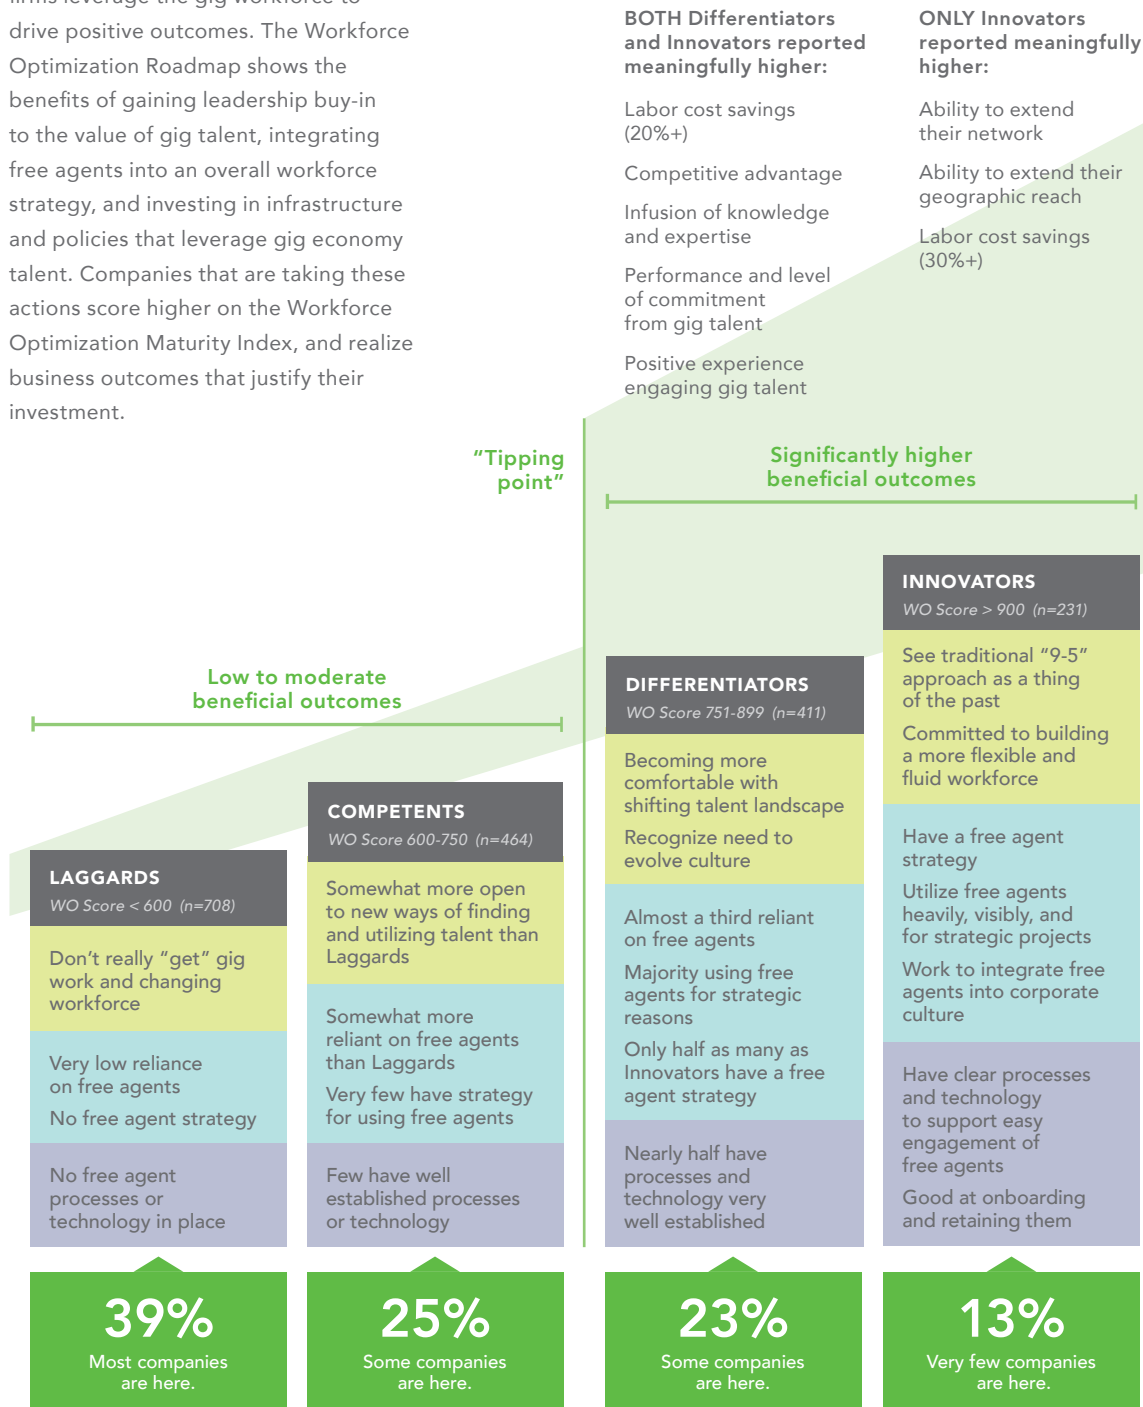 firms leverage the gig workforce to
drive positive outcomes. The Workforce
Optimization Roadmap shows the
benefits of gaining leadership buy-in
to the value of gig talent, integrating
free agents into an overall workforce
strategy, and investing in infrastructure
and policies that leverage gig economy
talent. Companies that are taking these
actions score higher on the Workforce
Optimization Maturity Index, and realize
business outcomes that justify their
investment.
BOTH Differentiators
and Innovators reported
meaningfully higher:
Labor cost savings
(20%+)
Competitive advantage
Infusion of knowledge
and expertise
Performance and level
of commitment
from gig talent
Positive experience
engaging gig talent
ONLY Innovators
reported meaningfully
higher:
Ability to extend
their network
Ability to extend their
geographic reach
Labor cost savings
(30%+)
"Tipping
point"
Significantly higher
beneficial outcomes
Low to moderate
beneficial outcomes
LAGGARDS
WO Score < 600 (n=708)
Don't really "get" gig
work and changing
workforce
Very low reliance
on free agents
No free agent strategy
No free agent
processes or
technology in place
39%
Most companies
are here.
COMPETENTS
WO Score 600-750 (n=464)
Somewhat more open
to new ways of finding
and utilizing talent than
Laggards
Somewhat more
reliant on free agents
than Laggards
Very few have strategy
for using free agents
Few have well
established processes
or technology
25%
Some companies
are here.
DIFFERENTIATORS
WO Score 751-899 (n=411)
Becoming more
comfortable with
shifting talent landscape
Recognize need to
evolve culture
Almost a third reliant
on free agents
Majority using free
agents for strategic
reasons
Only half as many as
Innovators have a free
agent strategy
Nearly half have
processes and
technology very
well established
23%
Some companies
are here.
INNOVATORS
WO Score > 900 (n=231)
See traditional "9-5"
approach as a thing
of the past
Committed to building
a more flexible and
fluid workforce
Have a free agent
strategy
Utilize free agents
heavily, visibly, and
for strategic projects
Work to integrate free
agents into corporate
culture
Have clear processes
and technology
to support easy
engagement of
free agents
Good at onboarding
and retaining them
13%
Very few companies
are here.